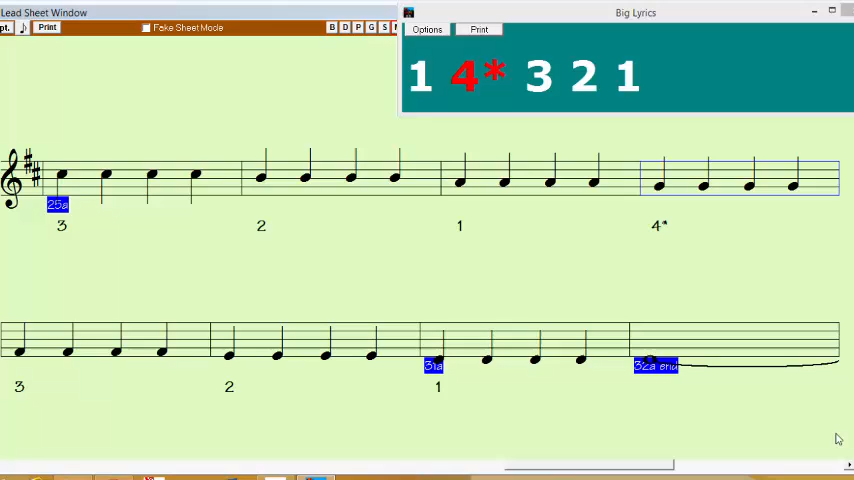 Lead Sheet Window
Big Lyrics
pt. Print Fake Sheet Mode B D P G S
Options Print
1 4* 3 2 1
25a
3 2 1 4*
31a 32a end
3 2 1